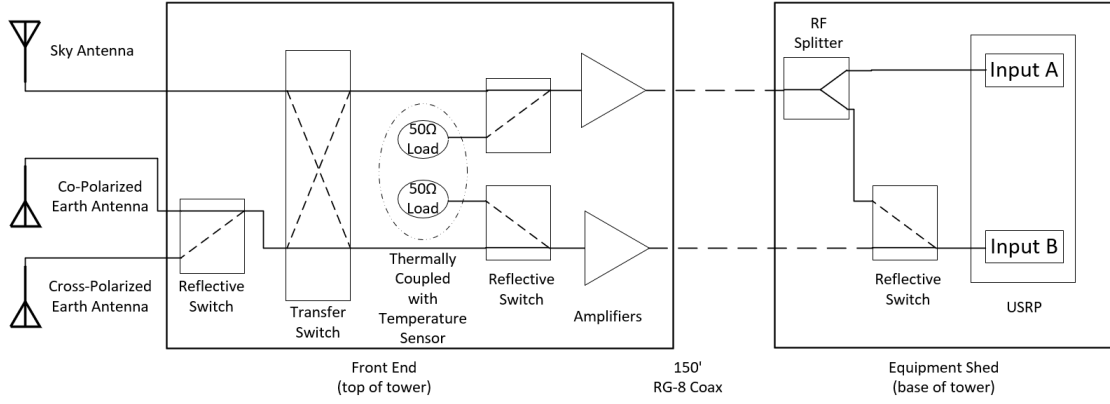 Sky Antenna
Co-Polarized
Earth Antenna
Cross-Polarized
Earth Antenna
Reflective
Switch
Transfer
Switch
50Ω
Load
50Ω
Load
Thermally
Coupled
with
Temperature
Sensor
Reflective
Switch
Amplifiers
Front End
(top of tower)
150'
RG-8 Coax
RF
Splitter
Input A
Input B
Reflective
Switch
USRP
Equipment Shed
(base of tower)